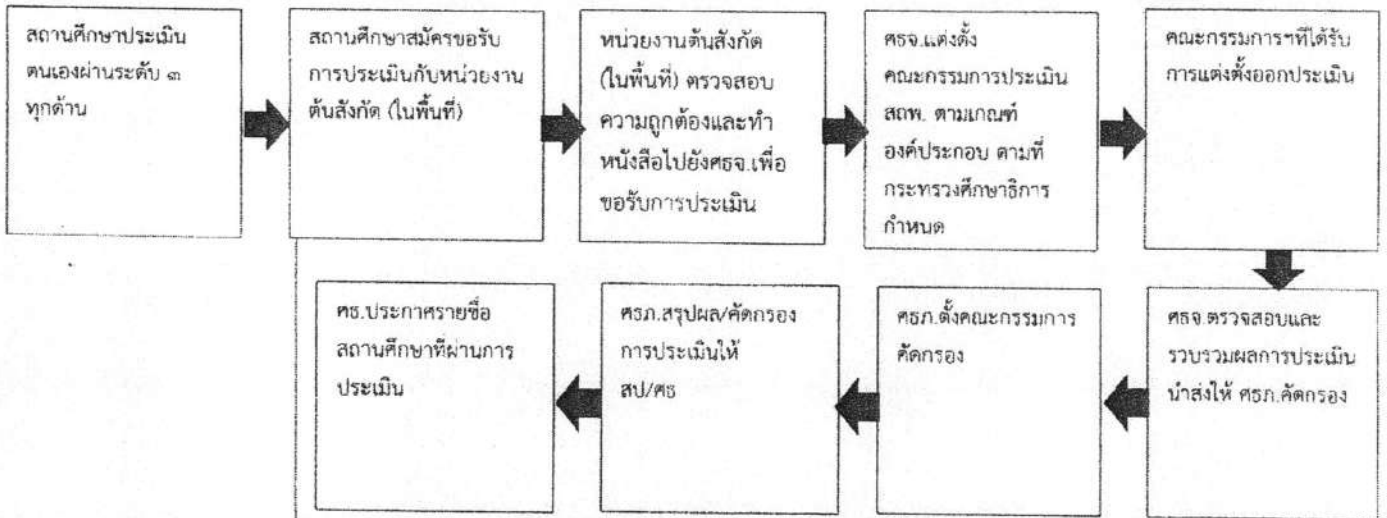 สถานศึกษาประเมิน
ตนเองผ่านระดับ ๓
ทุกด้าน
สถานศึกษาสมัครขอรับ
การประเมินกับหน่วยงาน
ต้นสังกัด (ในพื้นที่)
หน่วยงานต้นสังกัด
(ในพื้นที่) ตรวจสอบ
ความถูกต้องและทำ
หนังสือไปยังศธจ.เพื่อ
ขอรับการประเมิน
ศธจ.แต่งตั้ง
คณะกรรมการประเมิน
สถพ. ตามเกณฑ์
องค์ประกอบ ตามที่
กระทรวงศึกษาธิการ
กำหนด
คณะกรรมการฯที่ได้รับ
การแต่งตั้งออกประเมิน
ศธจ.ตรวจสอบและ
รวบรวมผลการประเมิน
นำส่งให้ ศธภ.คัดกรอง
ศธภ.ตั้งคณะกรรมการ
คัดกรอง
ศธภ.สรุปผล/คัดกรอง
การประเมินให้
สป/ศธ
ศธ.ประกาศรายชื่อ
สถานศึกษาที่ผ่านการ
ประเมิน